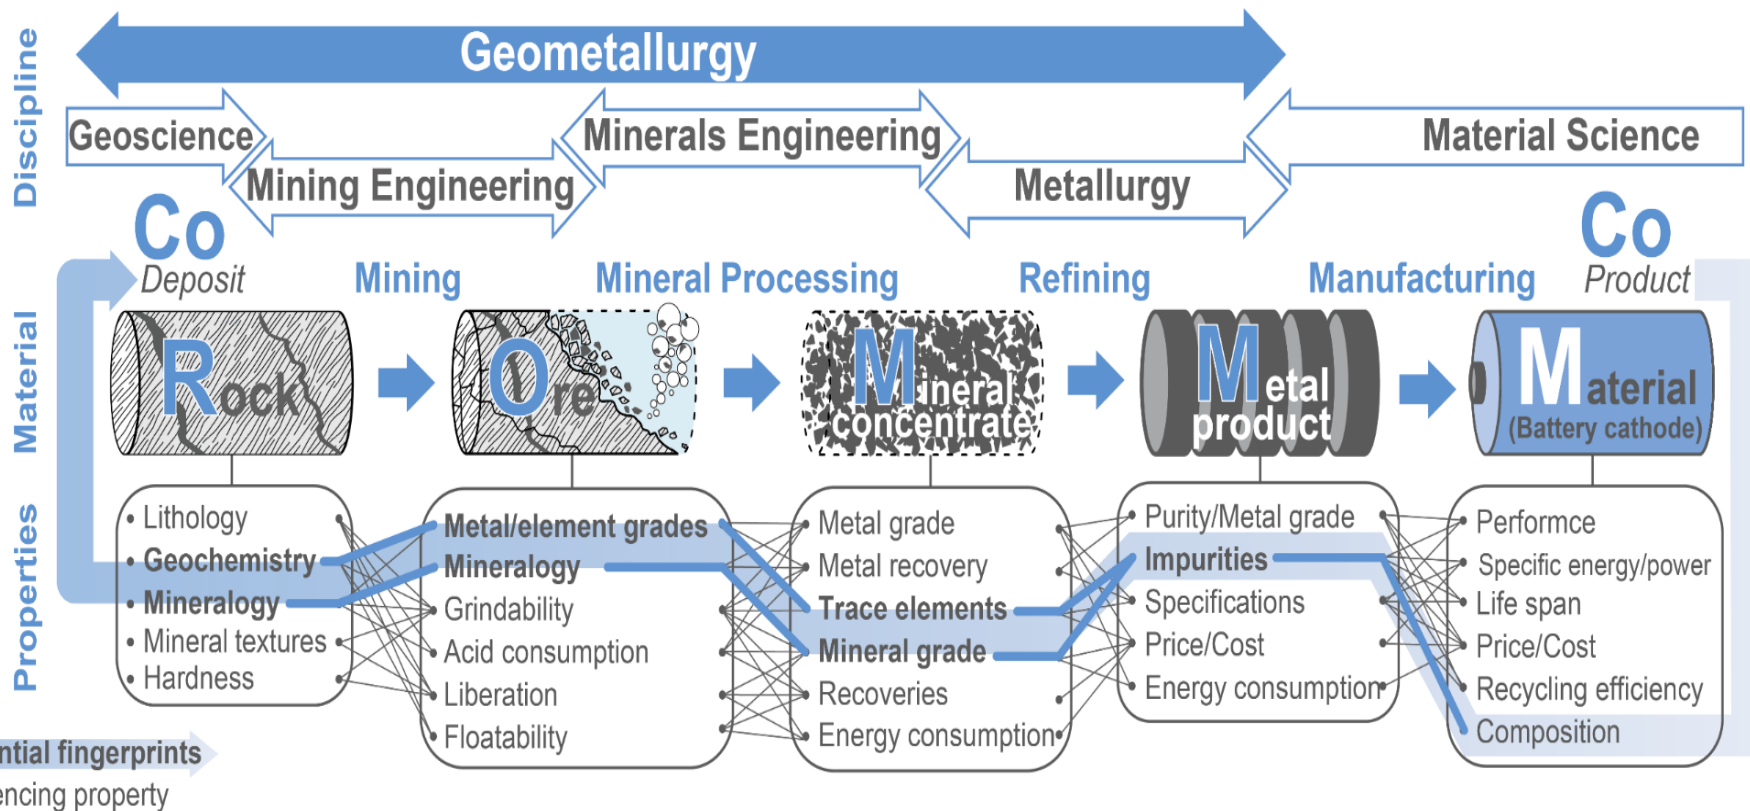 Discipline
Geometallurgy
Geoscience
Mining Engineering
Minerals Engineering
Metallurgy
Material Science
Co
Deposit
Mining
Mineral Processing
Refining
Manufacturing
Co
Product
Material
Rock
Ore
Mineral
concentrate
Metal
product
Material
(Battery cathode)
Properties
• Lithology
• Geochemistry
• Mineralogy
• Mineral textures
• Hardness
Metal/element grades
Mineralogy
Grindability
Acid consumption
Liberation
Floatability
Metal grade
Metal recovery
Trace elements
Mineral grade
Recoveries
Energy consumption
Purity/Metal grade
Impurities
Specifications
Price/Cost
Energy consumption
Performce
Specific energy/power
Life span
Price/Cost
Recycling efficiency
Composition
fingerprints
property